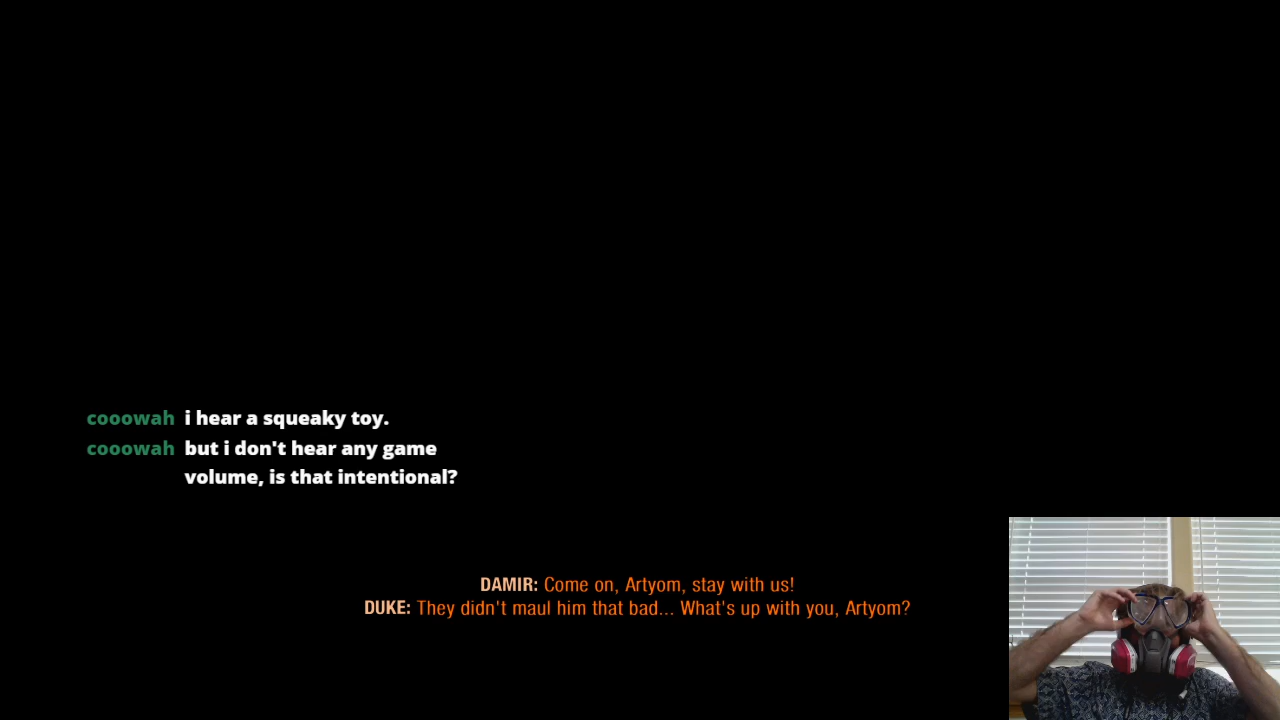 cooowah i hear a squeaky toy.
cooowah but i don't hear any game
volume, is that intentional?
DAMIR: Come on, Artyom, stay with us!
DUKE: They didn't maul him that bad... What's up with you, Artyom?